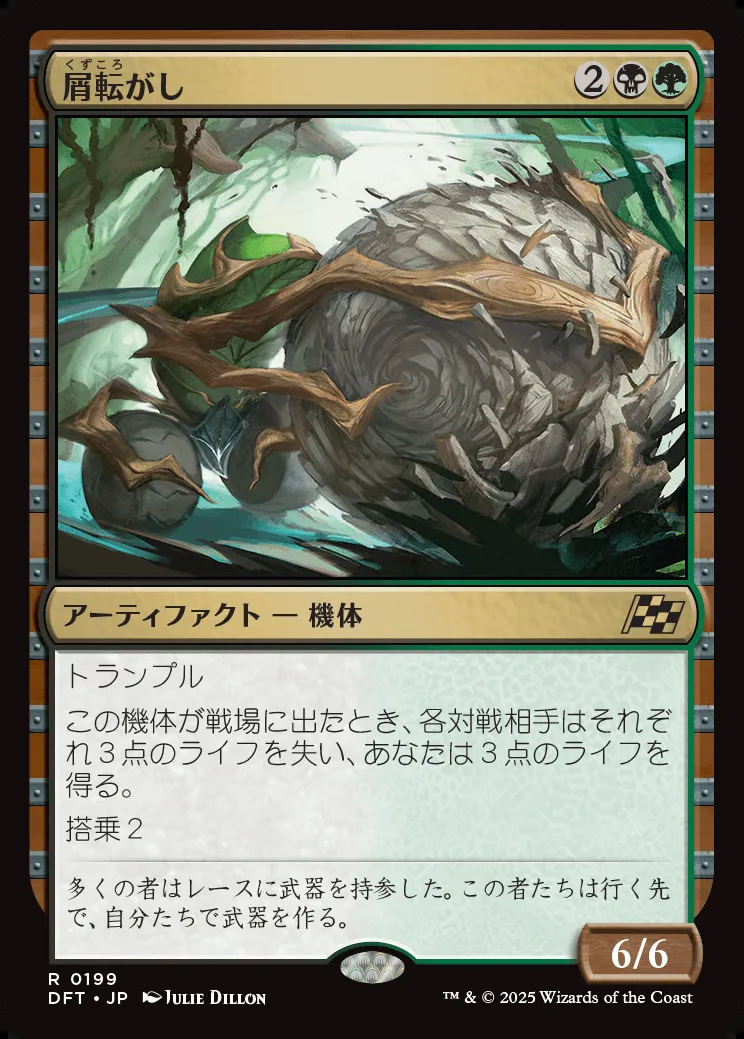 くずころ
屑転がし
2
アーティファクト — 機体
トランプル
この機体が戦場に出たとき、各対戦相手はそれぞ
れ３点のライフを失い、あなたは３点のライフを
得る。
搭乗２
多くの者はレースに武器を持参した。この者たちは行く先
で、自分たちで武器を作る。
6/6
R 0199
DFT • JP Julie Dillon
™ & © 2025 Wizards of the Coast